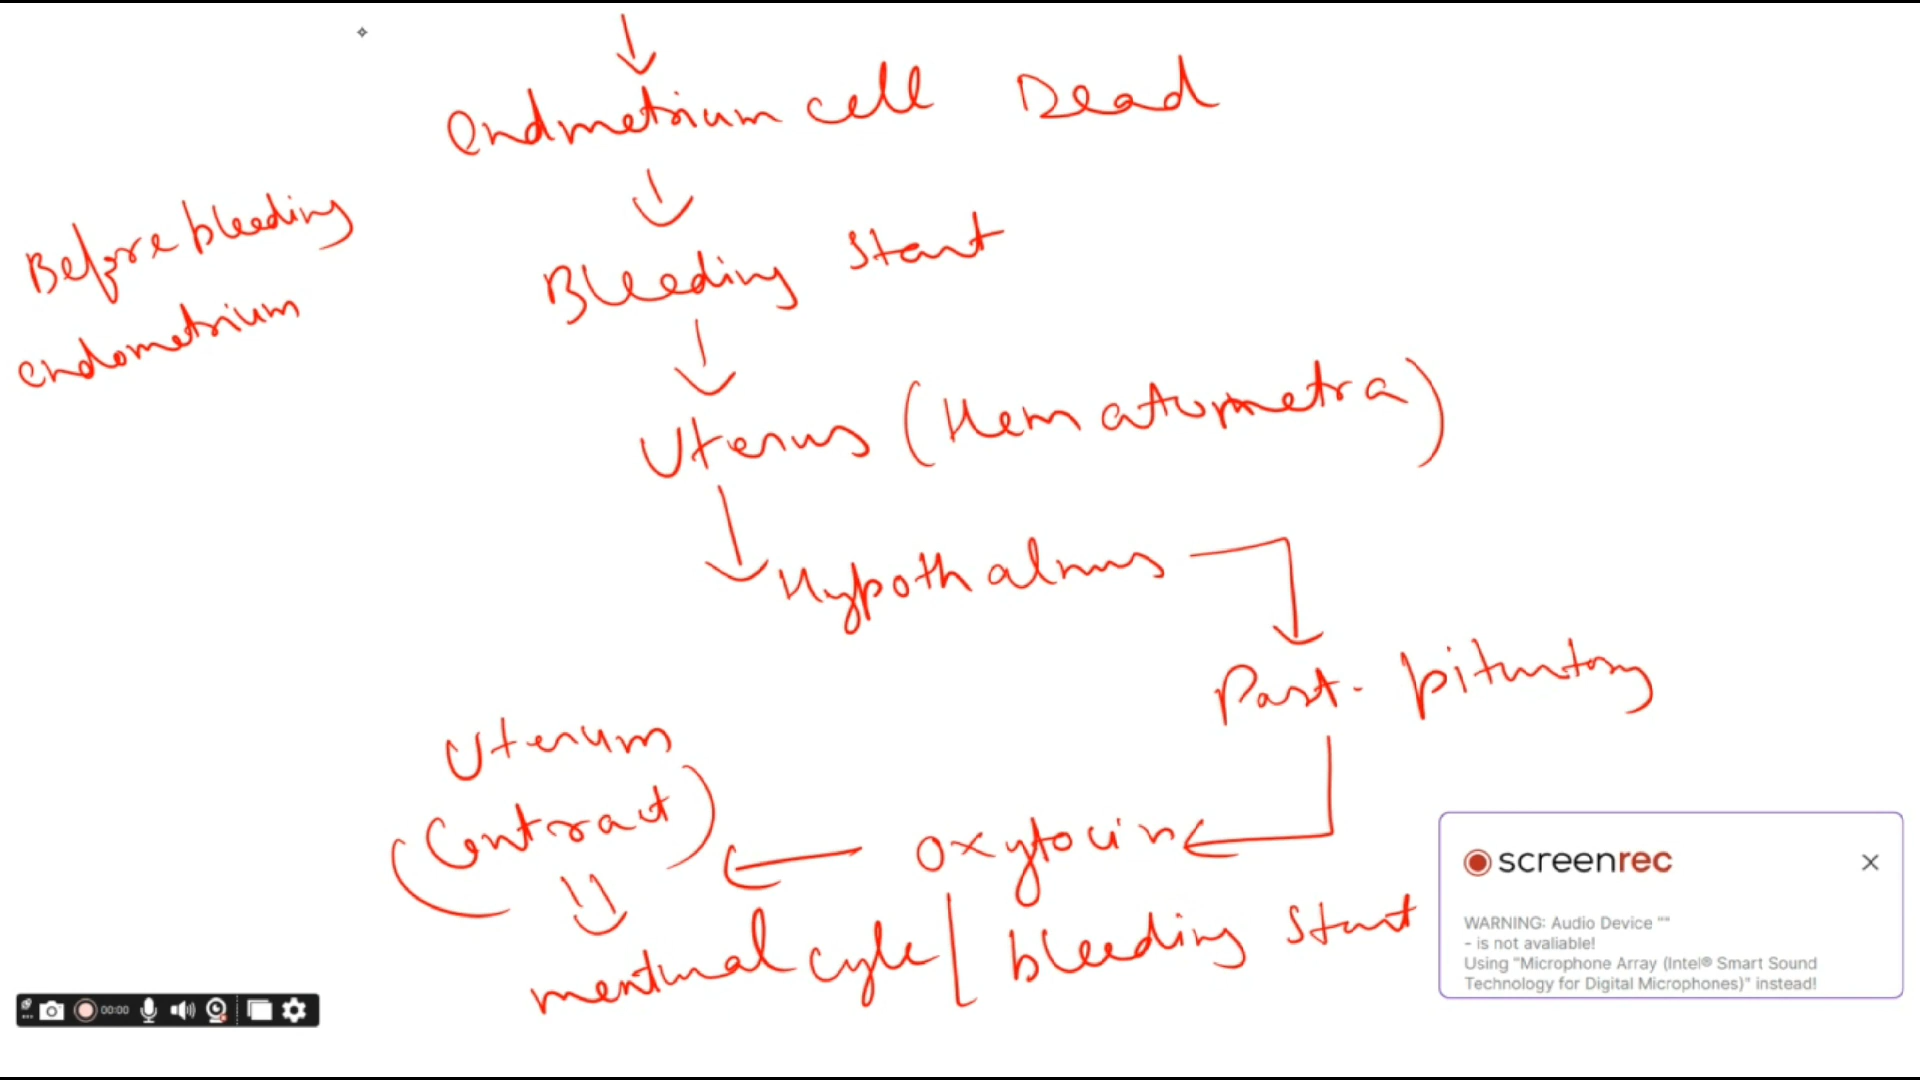 Endmetrium cell Dead
Before bleeding
endometrium
Bleeding Start
Uterus (Hematometra)
Hypothalmus
Post. pitutary
Uterum
(Contract)
Oxytocin
mentural cycle / bleeding Start
screenrec
WARNING: Audio Device ""
- is not avaliable!
Using "Microphone Array (Intel® Smart Sound
Technology for Digital Microphones)" instead!
00:00